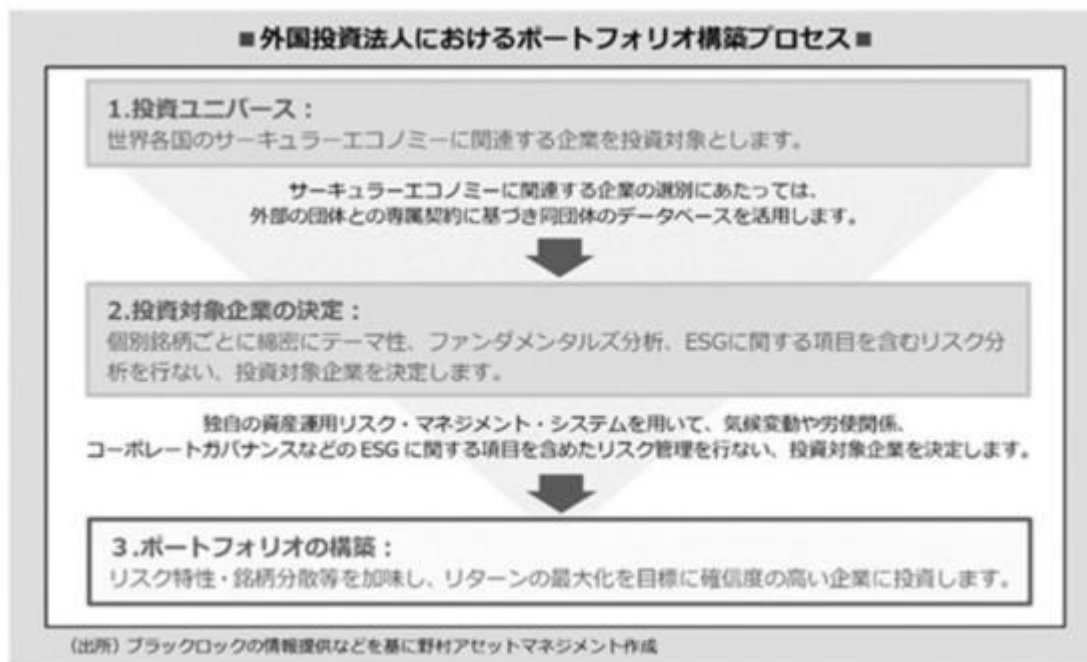 ■外国投資法人におけるポートフォリオ構築プロセス■
1.投資ユニバース：
世界各国のサーキュラーエコノミーに関連する企業を投資対象とします。
サーキュラーエコノミーに関連する企業の選別にあたっては、
外部の団体との専属契約に基づき同団体のデータベースを活用します。
2.投資対象企業の決定：
個別銘柄ごとに綿密にテーマ性、ファンダメンタルズ分析、ESGに関する項目を含むリスク分
析を行ない、投資対象企業を決定します。
独自の資産運用リスク・マネジメント・システムを用いて、気候変動や労使関係、
コーポレートガバナンスなどの ESG に関する項目を含めたリスク管理を行ない、投資対象企業を決定します。
３.ポートフォリオの構築：
リスク特性・銘柄分散等を加味し、リターンの最大化を目標に確信度の高い企業に投資します。
（出所）ブラックロックの情報提供などを基に野村アセットマネジメント作成